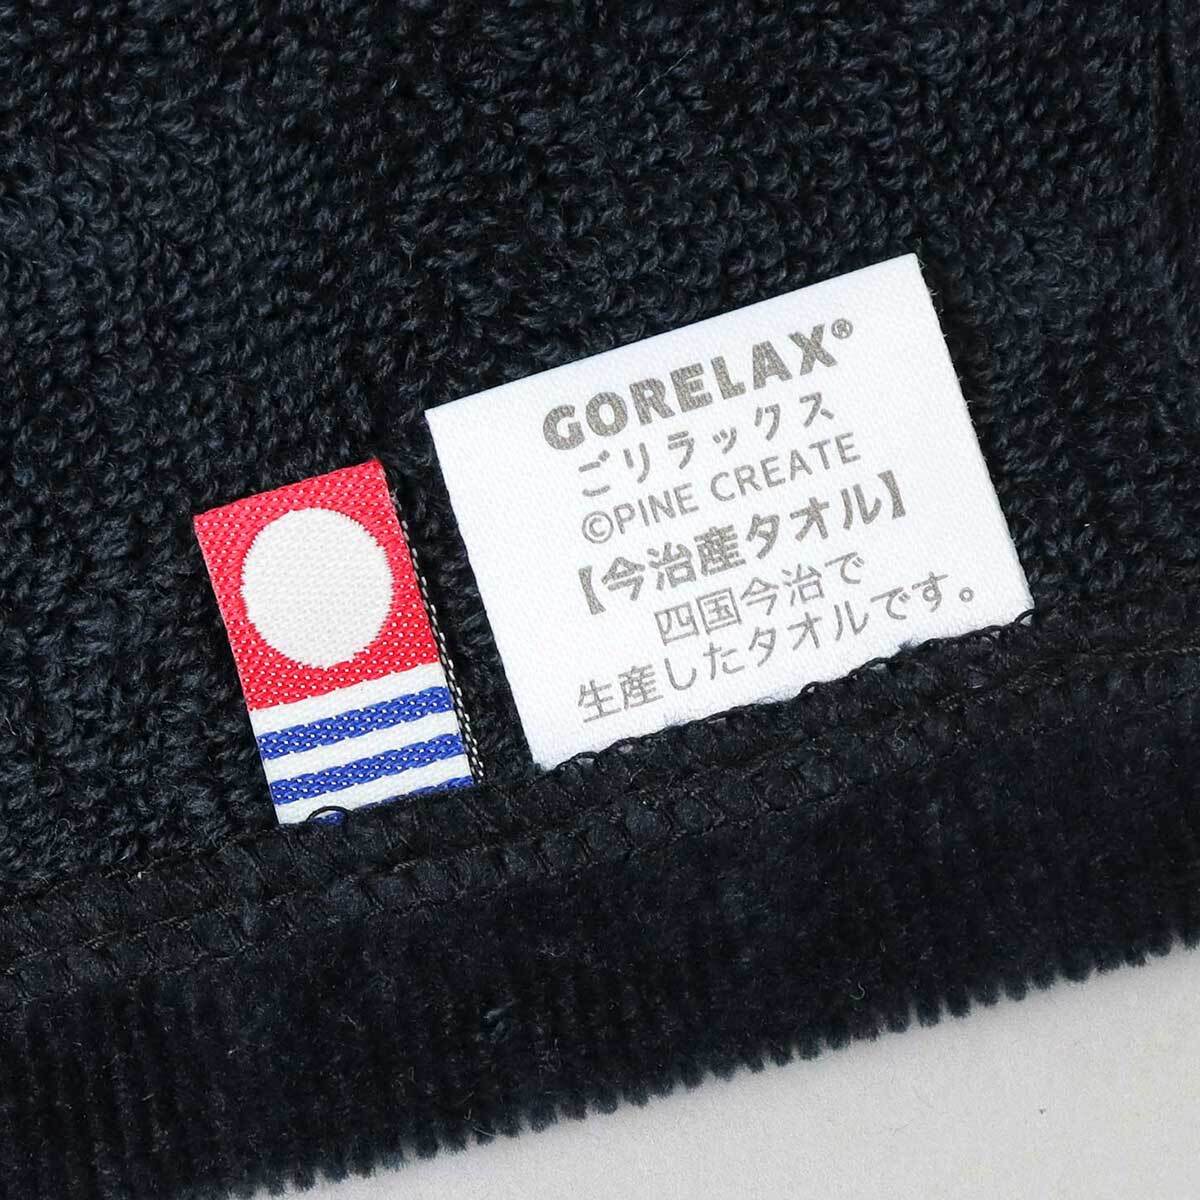 GORELAX®
ごリラックス
©PINE CREATE
【今治産タオル】
四国今治で
生産したタオルです。